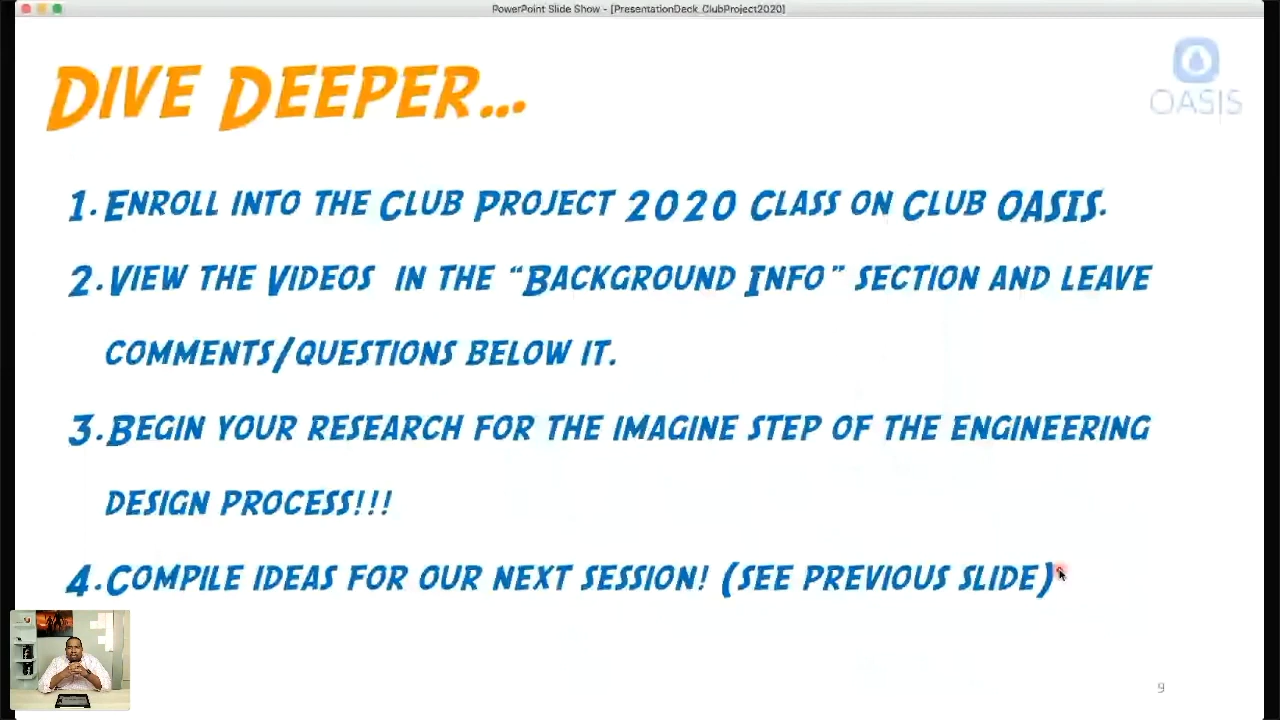 PowerPoint Slide Show - [PresentationDeck_ClubProject2020]
DIVE DEEPER...
OASIS
1. ENROLL INTO THE CLUB PROJECT 2020 CLASS ON CLUB OASIS.
2. VIEW THE VIDEOS IN THE “BACKGROUND INFO” SECTION AND LEAVE
COMMENTS/QUESTIONS BELOW IT.
3. BEGIN YOUR RESEARCH FOR THE IMAGINE STEP OF THE ENGINEERING
DESIGN PROCESS!!!
4. COMPILE IDEAS FOR OUR NEXT SESSION! (SEE PREVIOUS SLIDE)
9